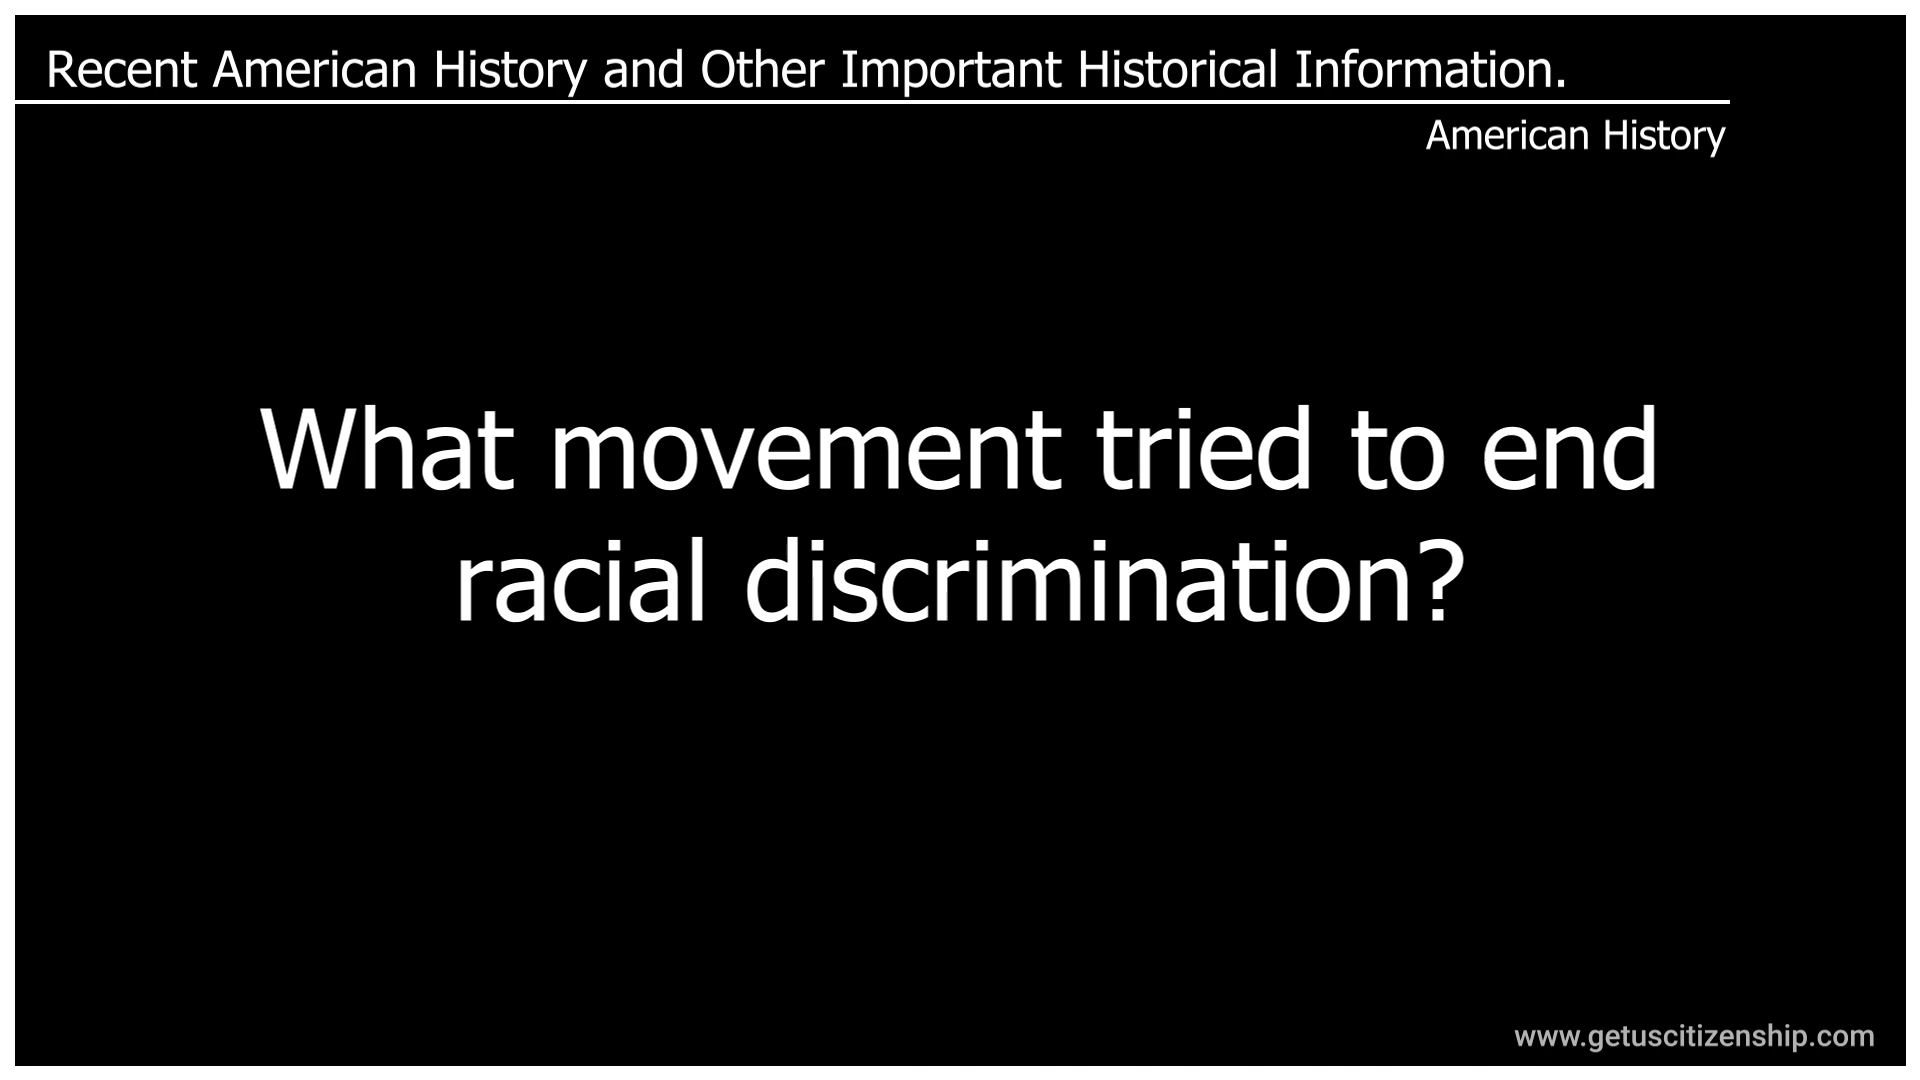 Recent American History and Other Important Historical Information.
American History
What movement tried to end
racial discrimination?
www.getuscitizenship.com